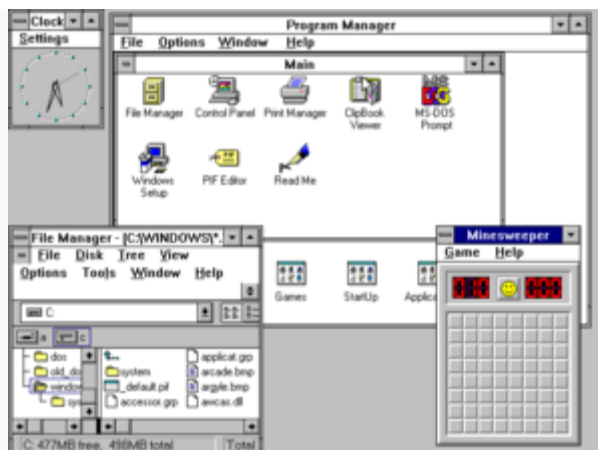 Clock
Settings
Program Manager
File Options Window Help
Main
File Manager
Control Panel
Print Manager
ClipBook
Viewer
MS-DOS
Prompt
Windows
Setup
PIF Editor
Read Me
Games
StartUp
Applica
File Manager - [C:\WINDOWS\*.
File Disk Tree View
Options Tools Window Help
C:
a c
dos
old_do
window
sys
system
_default.pif
accessor.grp
applicat.grp
arcade.bmp
argyle.bmp
awcas.dll
C: 477MB free, 498MB total
Total
Minesweeper
Game Help